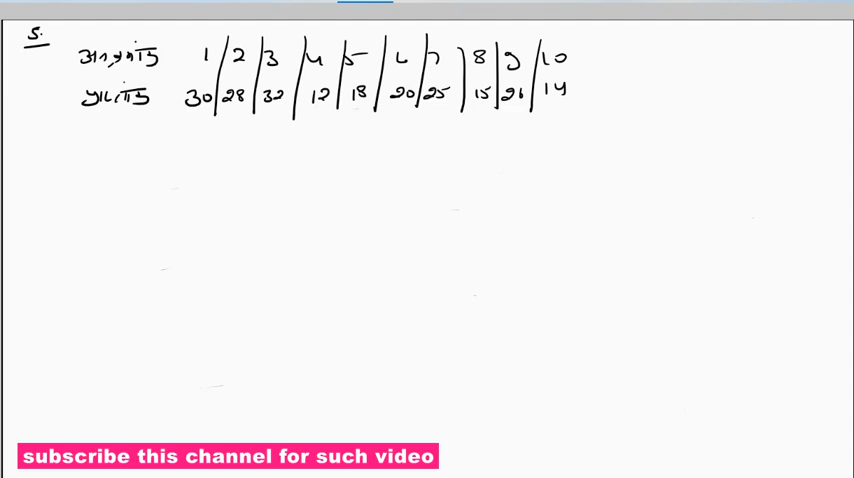 5.
अनुक्रमांक 1 2 3 4 5 6 7 8 9 10
प्राप्तांक 30 28 32 12 18 20 25 15 26 14
subscribe this channel for such video